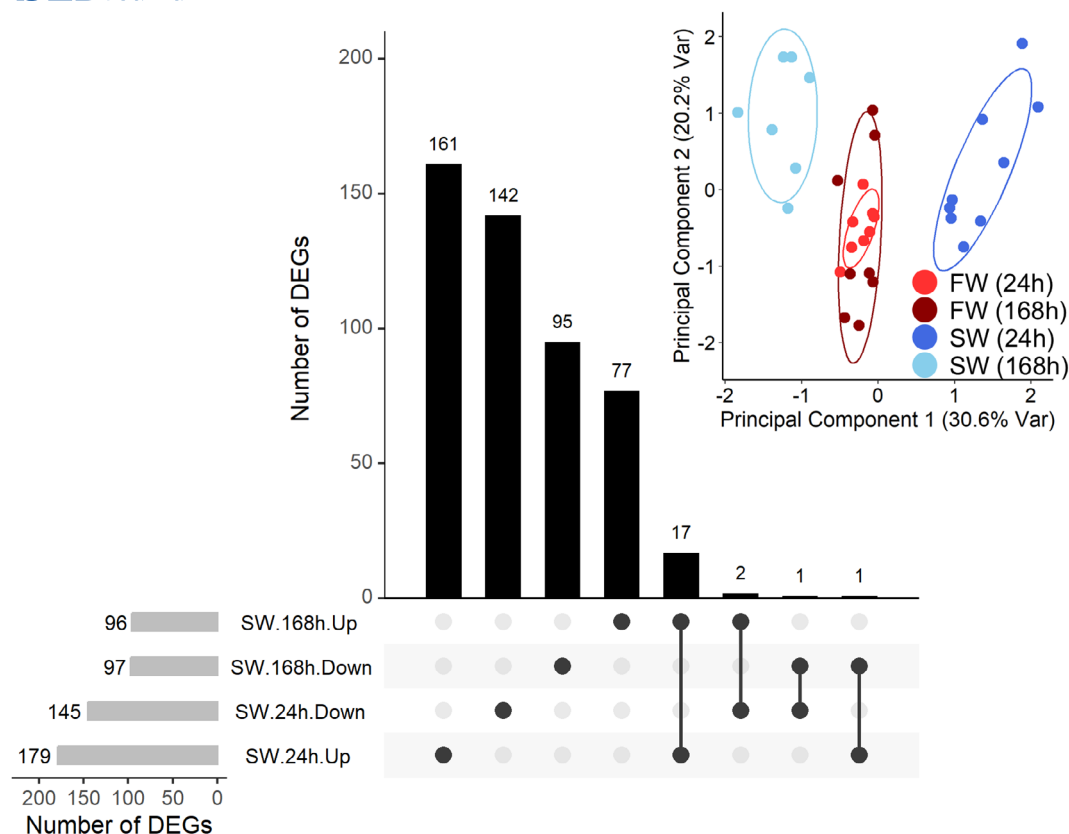 200
150
100
50
0
Number of DEGs
161
142
95
77
17
2
1
1
2
1
0
-1
-2
Principal Component 2 (20.2% Var)
FW (24h)
FW (168h)
SW (24h)
SW (168h)
-2 -1 0 1 2
Principal Component 1 (30.6% Var)
96 SW.168h.Up
97 SW.168h.Down
145 SW.24h.Down
179 SW.24h.Up
200 150 100 50 0
Number of DEGs